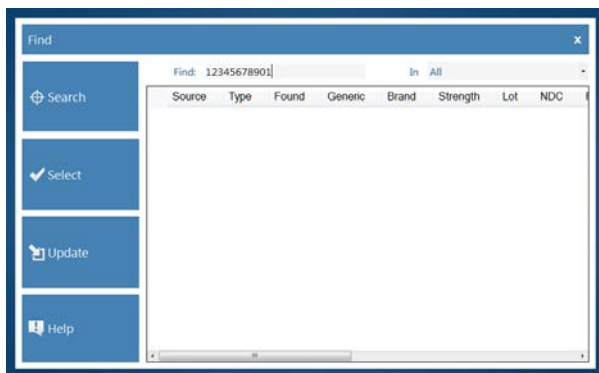 Find x
Find: 12345678901 In All
Search
Source Type Found Generic Brand Strength Lot NDC
Select
Update
Help